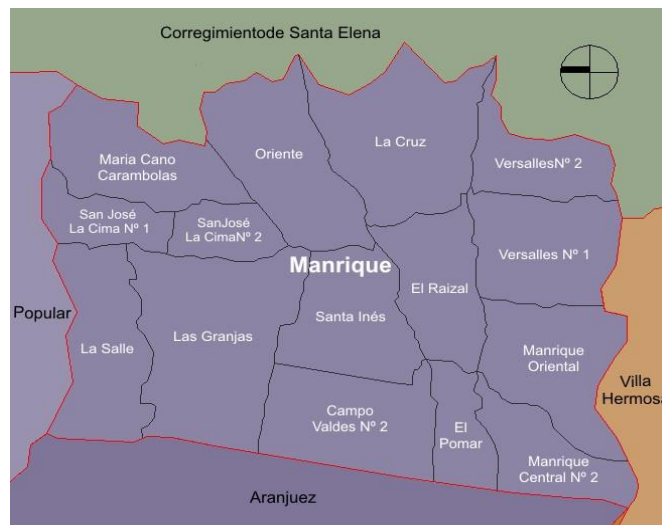 Corregimientode Santa Elena
La Cruz
Oriente
Maria Cano
Carambolas
VersallesNº 2
San José
La Cima Nº 1
SanJosé
La CimaNº 2
Versalles Nº 1
Manrique
El Raizal
Popular
Santa Inés
Las Granjas
La Salle
Manrique
Oriental
Villa
Hermosa
Campo
Valdes Nº 2
El
Pomar
Manrique
Central Nº 2
Aranjuez